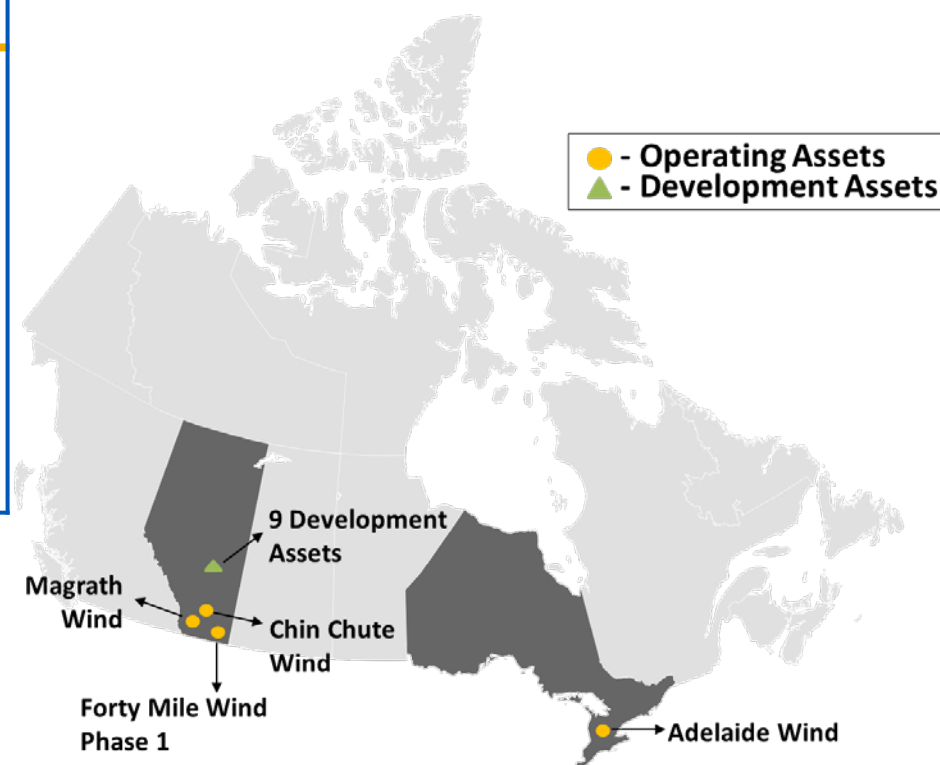 - Operating Assets
- Development Assets
9 Development
Assets
Magrath
Wind
Chin Chute
Wind
Forty Mile Wind
Phase 1
Adelaide Wind